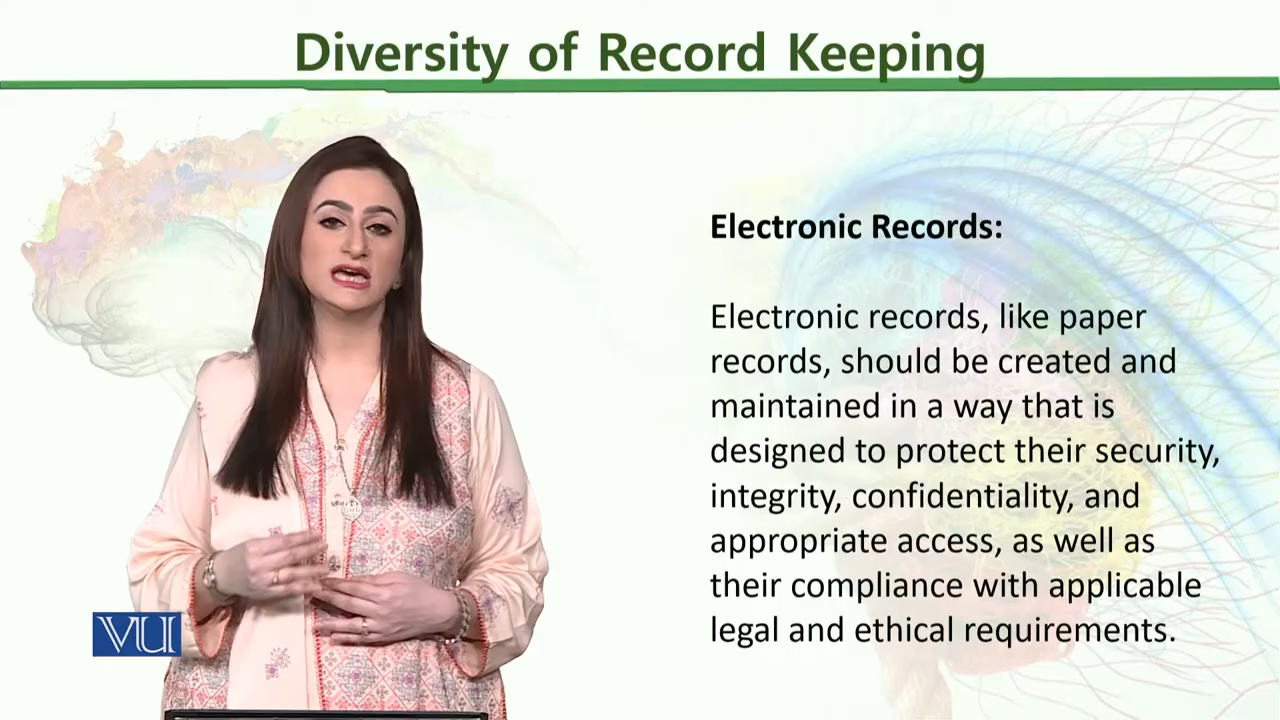 Diversity of Record Keeping
Electronic Records:
Electronic records, like paper
records, should be created and
maintained in a way that is
designed to protect their security,
integrity, confidentiality, and
appropriate access, as well as
their compliance with applicable
legal and ethical requirements.
VU